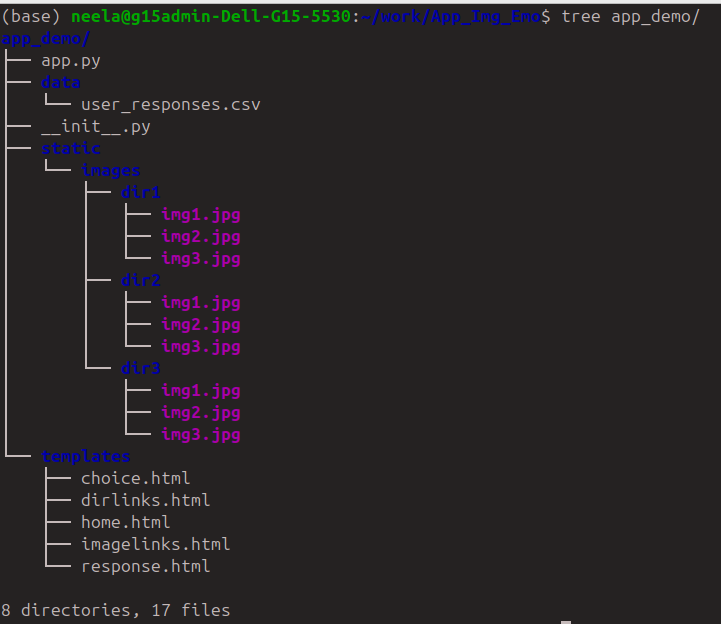 (base) neela@g15admin-Dell-G15-5530:~/work/App_Img_Emo$ tree app_demo/
app_demo/
├── app.py
├── data
│   └── user_responses.csv
├── __init__.py
├── static
│   └── images
│       ├── dir1
│       │   ├── img1.jpg
│       │   ├── img2.jpg
│       │   └── img3.jpg
│       ├── dir2
│       │   ├── img1.jpg
│       │   ├── img2.jpg
│       │   └── img3.jpg
│       └── dir3
│           ├── img1.jpg
│           ├── img2.jpg
│           └── img3.jpg
└── templates
    ├── choice.html
    ├── dirlinks.html
    ├── home.html
    ├── imagelinks.html
    └── response.html
8 directories, 17 files